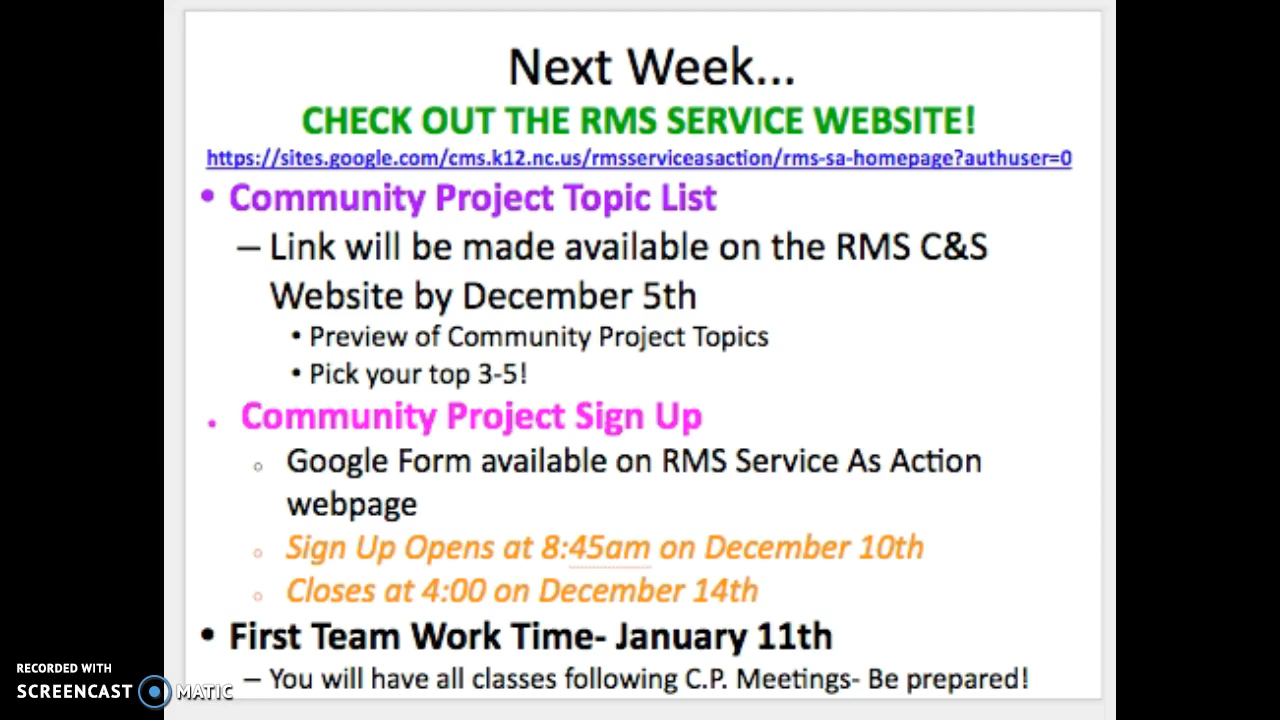 Next Week...
CHECK OUT THE RMS SERVICE WEBSITE!
https://sites.google.com/cms.k12.nc.us/rmsserviceasaction/rms-sa-homepage?authuser=0
• Community Project Topic List
– Link will be made available on the RMS C&S
Website by December 5th
• Preview of Community Project Topics
• Pick your top 3-5!
• Community Project Sign Up
○ Google Form available on RMS Service As Action
webpage
○ Sign Up Opens at 8:45am on December 10th
○ Closes at 4:00 on December 14th
• First Team Work Time- January 11th
– You will have all classes following C.P. Meetings- Be prepared!
RECORDED WITH
SCREENCAST MATIC